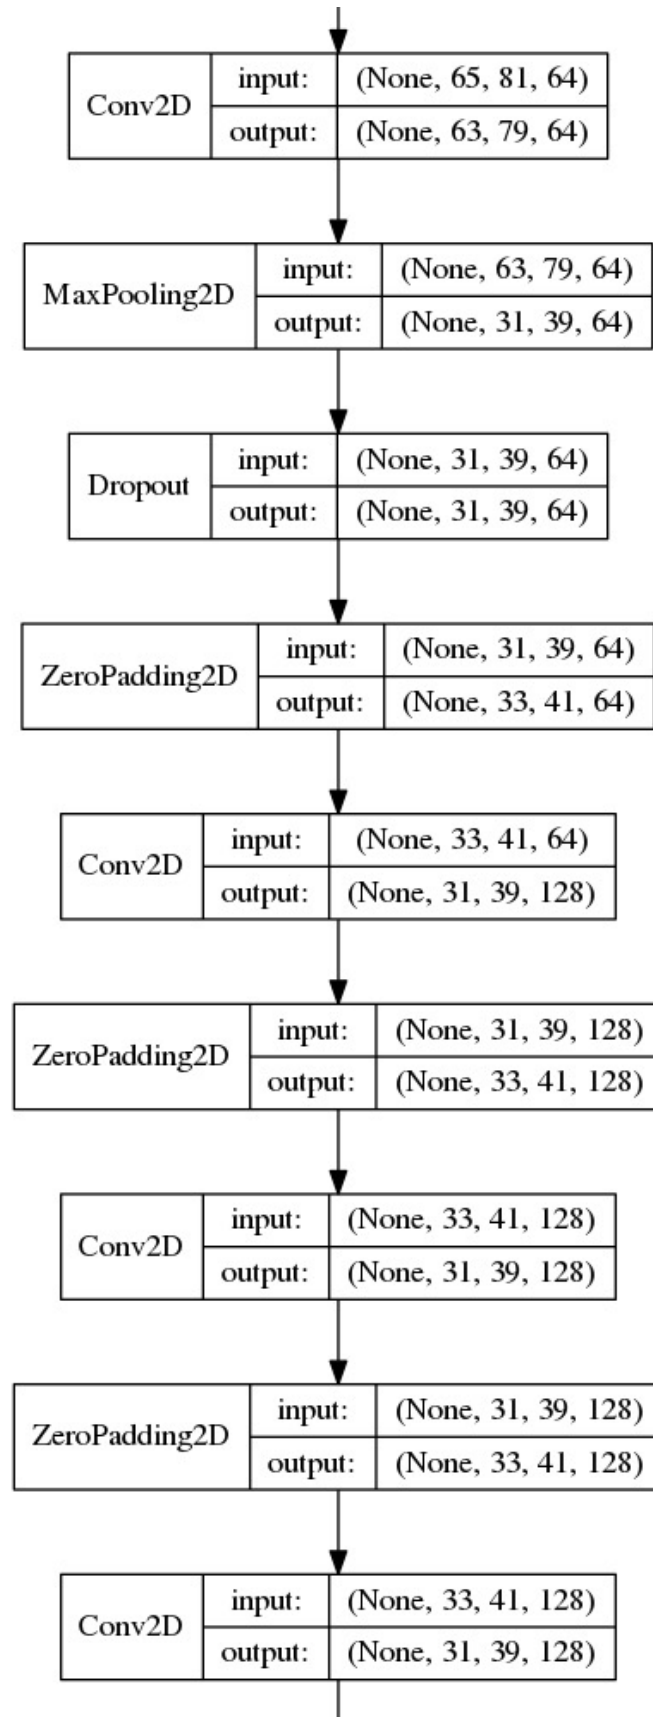 Conv2D
input: (None, 65, 81, 64)
output: (None, 63, 79, 64)
MaxPooling2D
input: (None, 63, 79, 64)
output: (None, 31, 39, 64)
Dropout
input: (None, 31, 39, 64)
output: (None, 31, 39, 64)
ZeroPadding2D
input: (None, 31, 39, 64)
output: (None, 33, 41, 64)
Conv2D
input: (None, 33, 41, 64)
output: (None, 31, 39, 128)
ZeroPadding2D
input: (None, 31, 39, 128)
output: (None, 33, 41, 128)
Conv2D
input: (None, 33, 41, 128)
output: (None, 31, 39, 128)
ZeroPadding2D
input: (None, 31, 39, 128)
output: (None, 33, 41, 128)
Conv2D
input: (None, 33, 41, 128)
output: (None, 31, 39, 128)